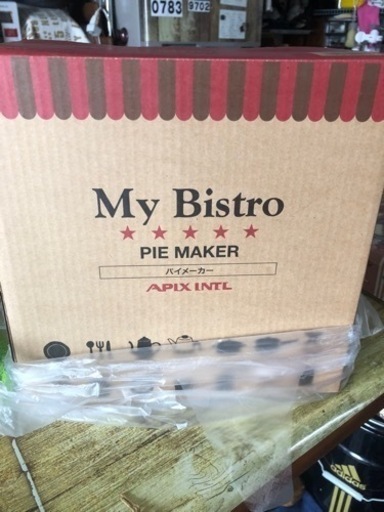 0783 9702
My Bistro
PIE MAKER
パイメーカー
APIX INTL
adidas